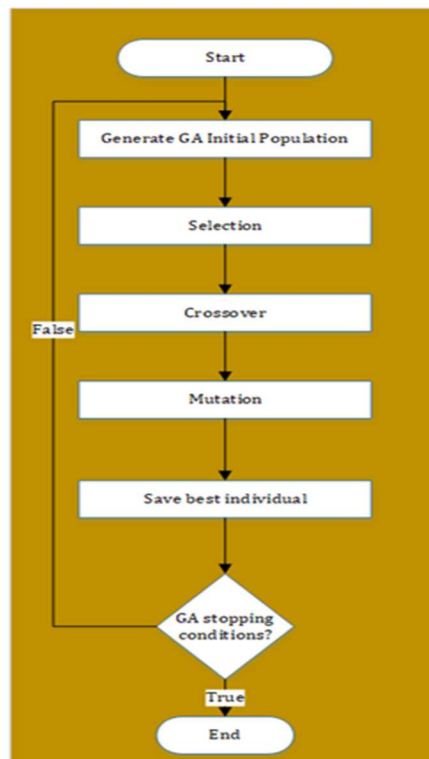 Start
Generate GA Initial Population
Selection
Crossover
False
Mutation
Save best individual
GA stopping
conditions?
True
End